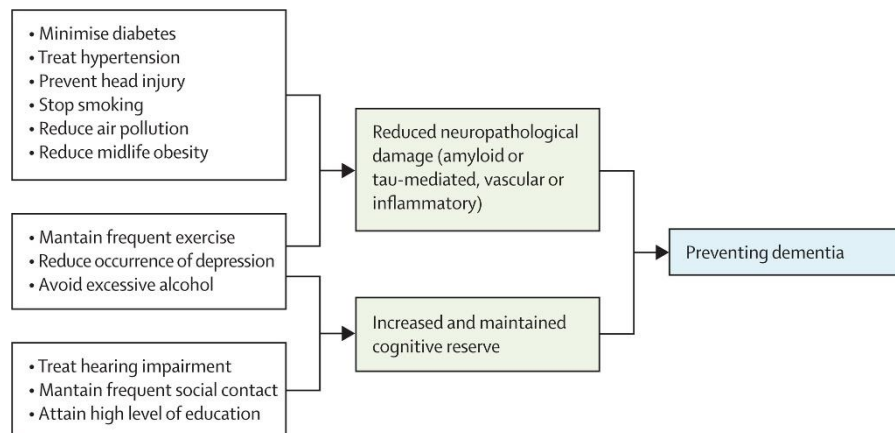 • Minimise diabetes
• Treat hypertension
• Prevent head injury
• Stop smoking
• Reduce air pollution
• Reduce midlife obesity
• Mantain frequent exercise
• Reduce occurrence of depression
• Avoid excessive alcohol
• Treat hearing impairment
• Mantain frequent social contact
• Attain high level of education
Reduced neuropathological
damage (amyloid or
tau-mediated, vascular or
inflammatory)
Increased and maintained
cognitive reserve
Preventing dementia